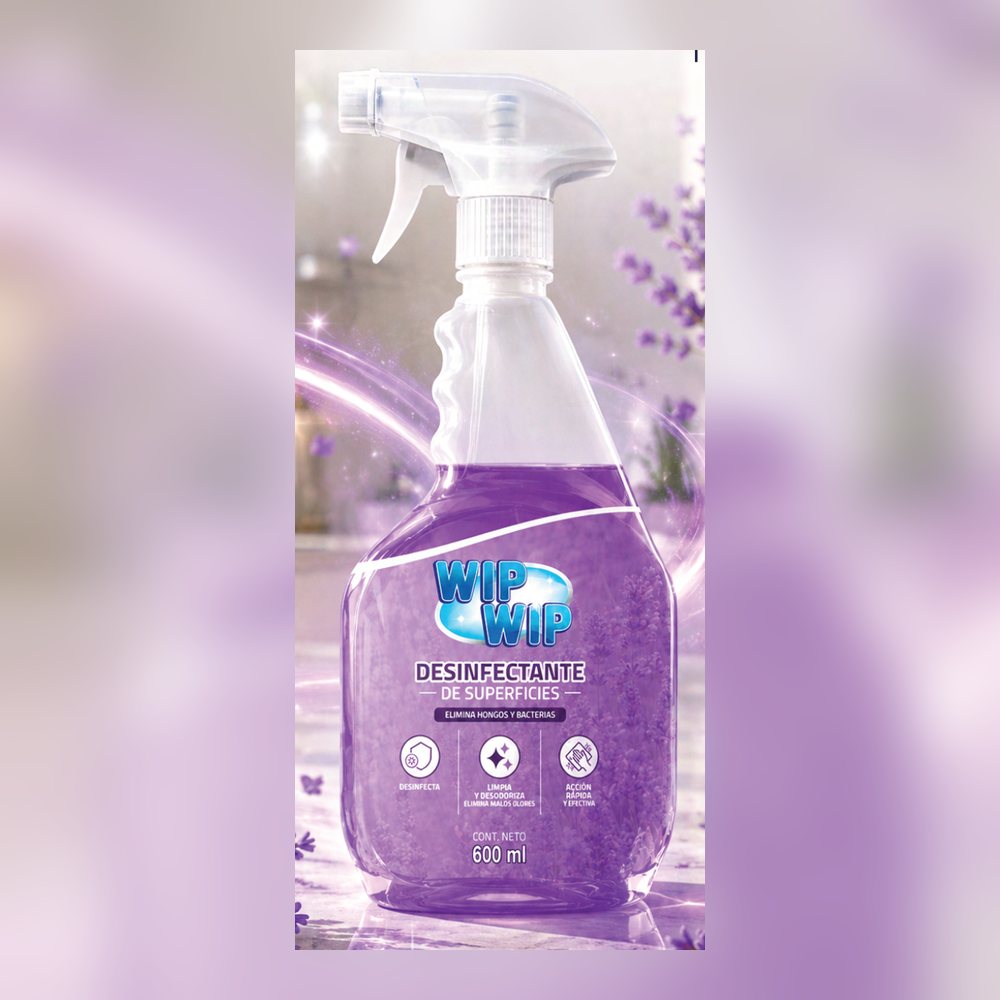 WIP
WIP
DESINFECTANTE
DE SUPERFICIES
ELIMINA HONGOS Y BACTERIAS
DESINFECTA
LIMPIA
Y DESODORIZA
ELIMINA MALOS OLORES
ACCIÓN
RÁPIDA
Y EFECTIVA
CONT. NETO
600 ml